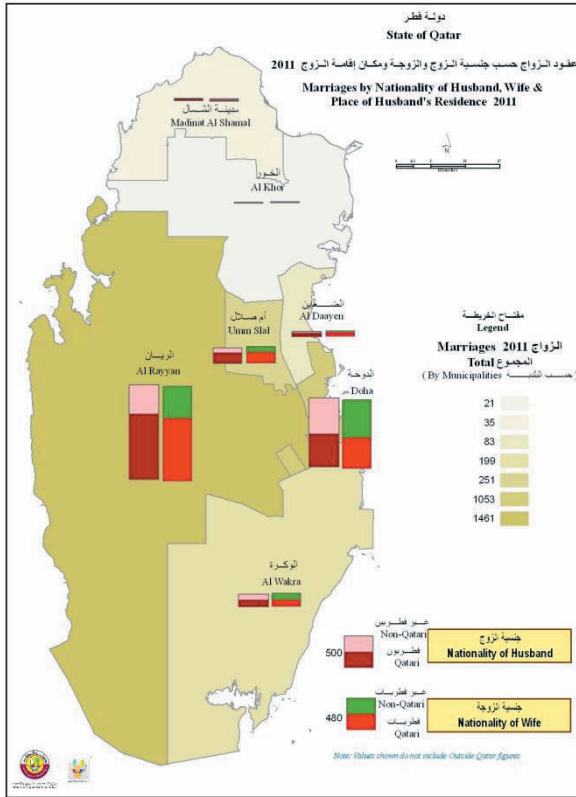 دولة قطر
State of Qatar
عقود الزواج حسب جنسية الزوج والزوجة ومكان إقامة الزوج 2011
Marriages by Nationality of Husband, Wife &
Place of Husband's Residence 2011
N
مدينة الشمال
Madinat Al Shamal
الخور
Al Khor
الضعاين
Al Daayen
أم صلال
Umm Slal
الريان
Al Rayyan
الدوحة
Doha
الوكرة
Al Wakra
مفتاح الخريطة
Legend
الزواج Marriages 2011
المجموع Total
(حسب البلدية By Municipalities)
21
35
83
199
251
1053
1461
500
غير قطريين
Non-Qatari
قطريون
Qatari
جنسية الزوج
Nationality of Husband
480
غير قطريات
Non-Qatari
قطريات
Qatari
جنسية الزوجة
Nationality of Wife
Note: Values shown do not include Outside Qatar figures